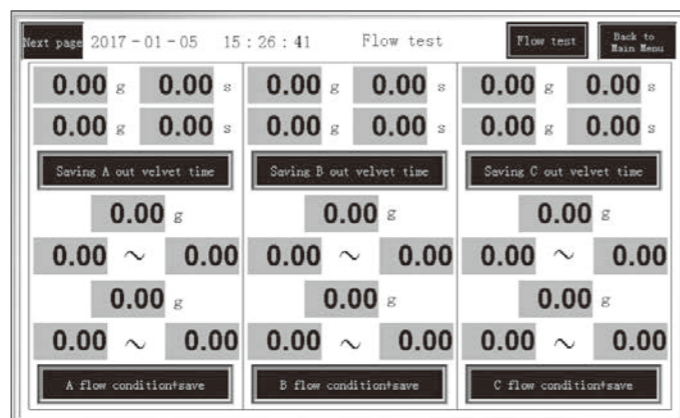 Next page 2017-01-05 15:26:41 Flow test Flow test Back to Main Menu
0.00 g 0.00 s 0.00 g 0.00 s 0.00 g 0.00 s
0.00 g 0.00 s 0.00 g 0.00 s 0.00 g 0.00 s
Saving A out velvet time Saving B out velvet time Saving C out velvet time
0.00 g 0.00 g 0.00 g
0.00 ~ 0.00 0.00 ~ 0.00 0.00 ~ 0.00
0.00 g 0.00 g 0.00 g
0.00 ~ 0.00 0.00 ~ 0.00 0.00 ~ 0.00
A flow condition+save B flow condition+save C flow condition+save